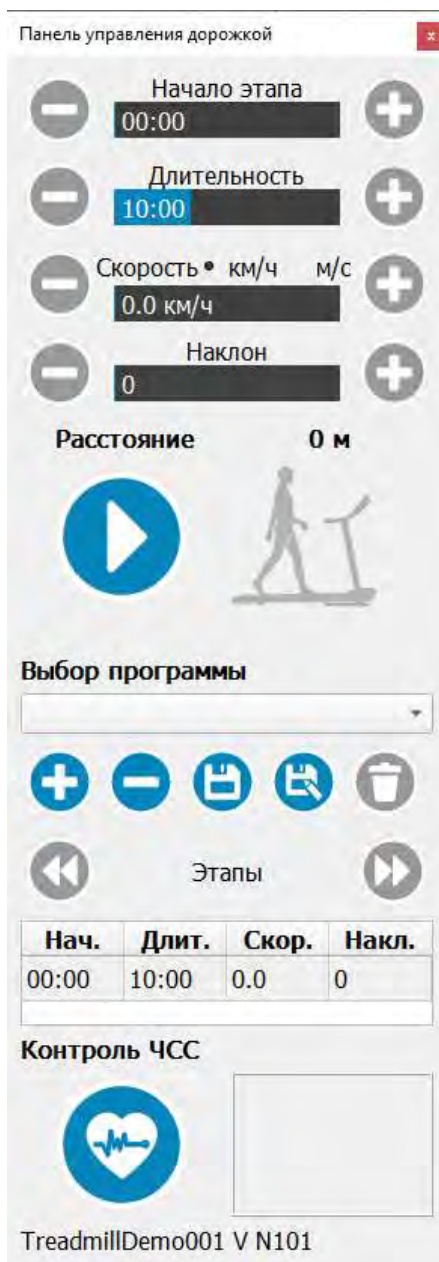 Панель управления дорожкой
Начало этапа
00:00
Длительность
10:00
Скорость км/ч м/с
0.0 км/ч
Наклон
0
Расстояние 0 м
Выбор программы
Этапы
Нач. Длит. Скор. Накл.
00:00 10:00 0.0 0
Контроль ЧСС
TreadmillDemo001 V N101